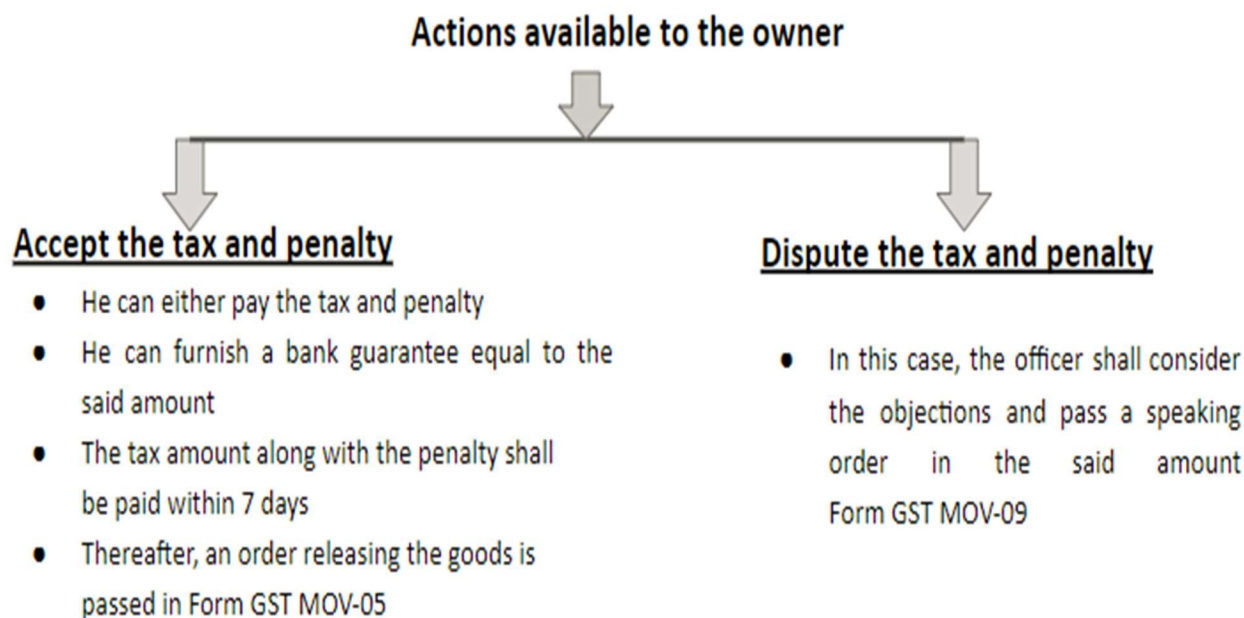 Actions available to the owner
Accept the tax and penalty
● He can either pay the tax and penalty
● He can furnish a bank guarantee equal to the
said amount
● The tax amount along with the penalty shall
be paid within 7 days
● Thereafter, an order releasing the goods is
passed in Form GST MOV-05
Dispute the tax and penalty
● In this case, the officer shall consider
the objections and pass a speaking
order in the said amount
Form GST MOV-09